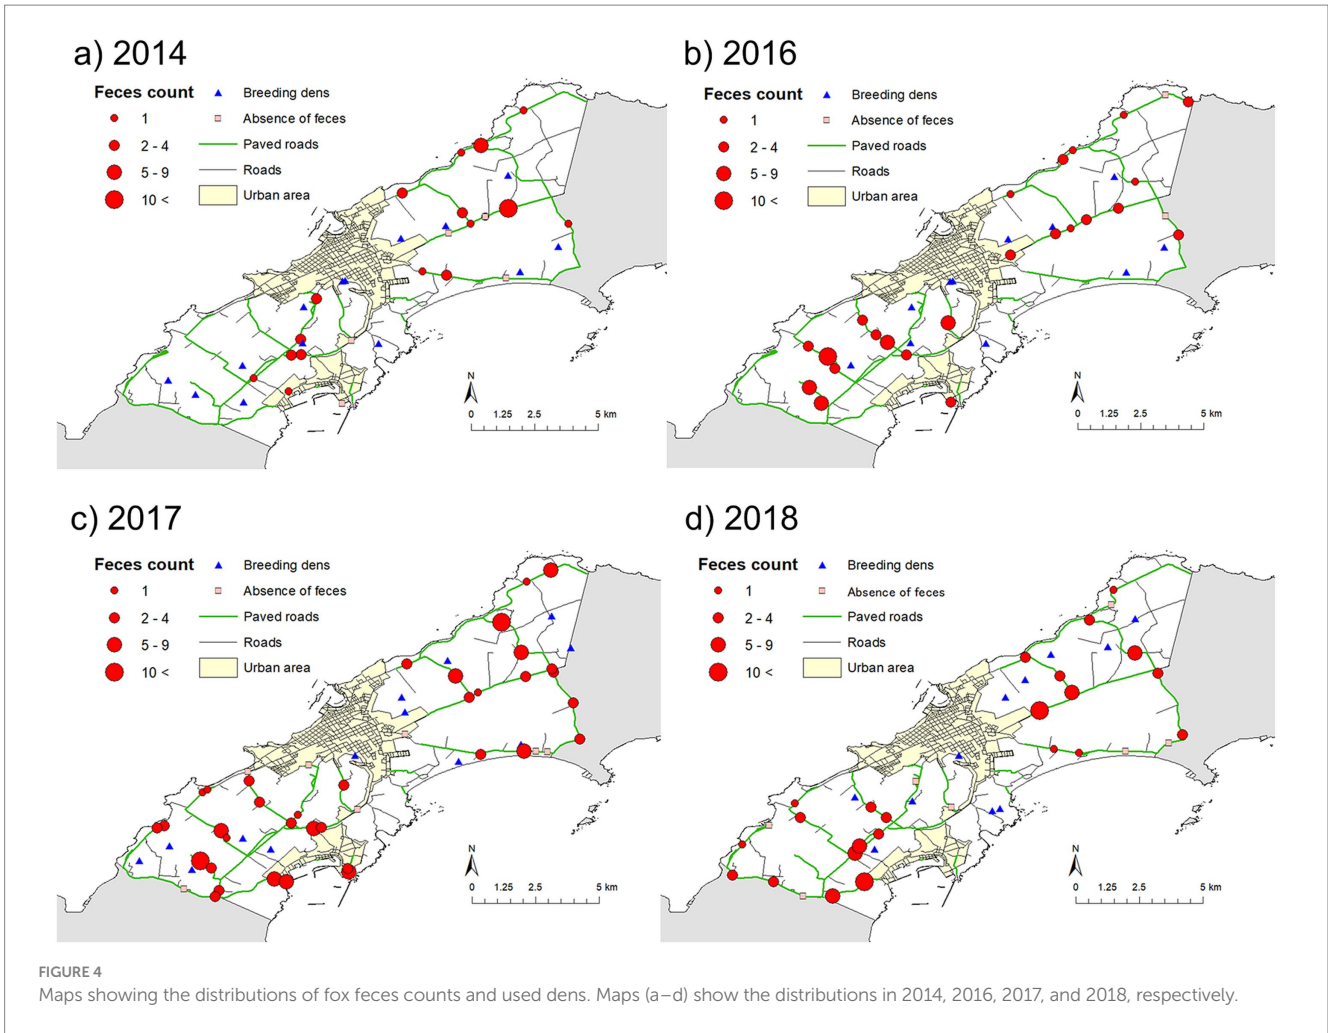 a) 2014
Feces count
1
2 - 4
5 - 9
10 <
Breeding dens
Absence of feces
Paved roads
Roads
Urban area
N
0 1.25 2.5 5 km
b) 2016
Feces count
1
2 - 4
5 - 9
10 <
Breeding dens
Absence of feces
Paved roads
Roads
Urban area
N
0 1.25 2.5 5 km
c) 2017
Feces count
1
2 - 4
5 - 9
10 <
Breeding dens
Absence of feces
Paved roads
Roads
Urban area
N
0 1.25 2.5 5 km
d) 2018
Feces count
1
2 - 4
5 - 9
10 <
Breeding dens
Absence of feces
Paved roads
Roads
Urban area
N
0 1.25 2.5 5 km
FIGURE 4
Maps showing the distributions of fox feces counts and used dens. Maps (a–d) show the distributions in 2014, 2016, 2017, and 2018, respectively.